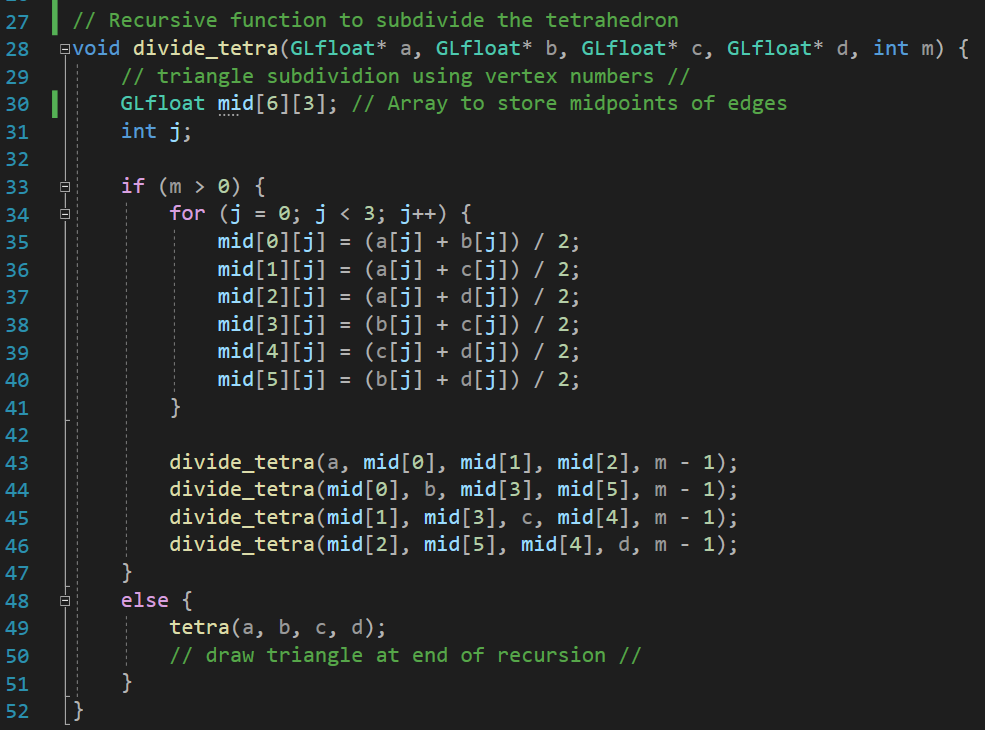 27 // Recursive function to subdivide the tetrahedron
28 void divide_tetra(GLfloat* a, GLfloat* b, GLfloat* c, GLfloat* d, int m) {
29 // triangle subdividion using vertex numbers //
30 GLfloat mid[6][3]; // Array to store midpoints of edges
31 int j;
32
33 if (m > 0) {
34 for (j = 0; j < 3; j++) {
35 mid[0][j] = (a[j] + b[j]) / 2;
36 mid[1][j] = (a[j] + c[j]) / 2;
37 mid[2][j] = (a[j] + d[j]) / 2;
38 mid[3][j] = (b[j] + c[j]) / 2;
39 mid[4][j] = (c[j] + d[j]) / 2;
40 mid[5][j] = (b[j] + d[j]) / 2;
41 }
42
43 divide_tetra(a, mid[0], mid[1], mid[2], m - 1);
44 divide_tetra(mid[0], b, mid[3], mid[5], m - 1);
45 divide_tetra(mid[1], mid[3], c, mid[4], m - 1);
46 divide_tetra(mid[2], mid[5], mid[4], d, m - 1);
47 }
48 else {
49 tetra(a, b, c, d);
50 // draw triangle at end of recursion //
51 }
52 }